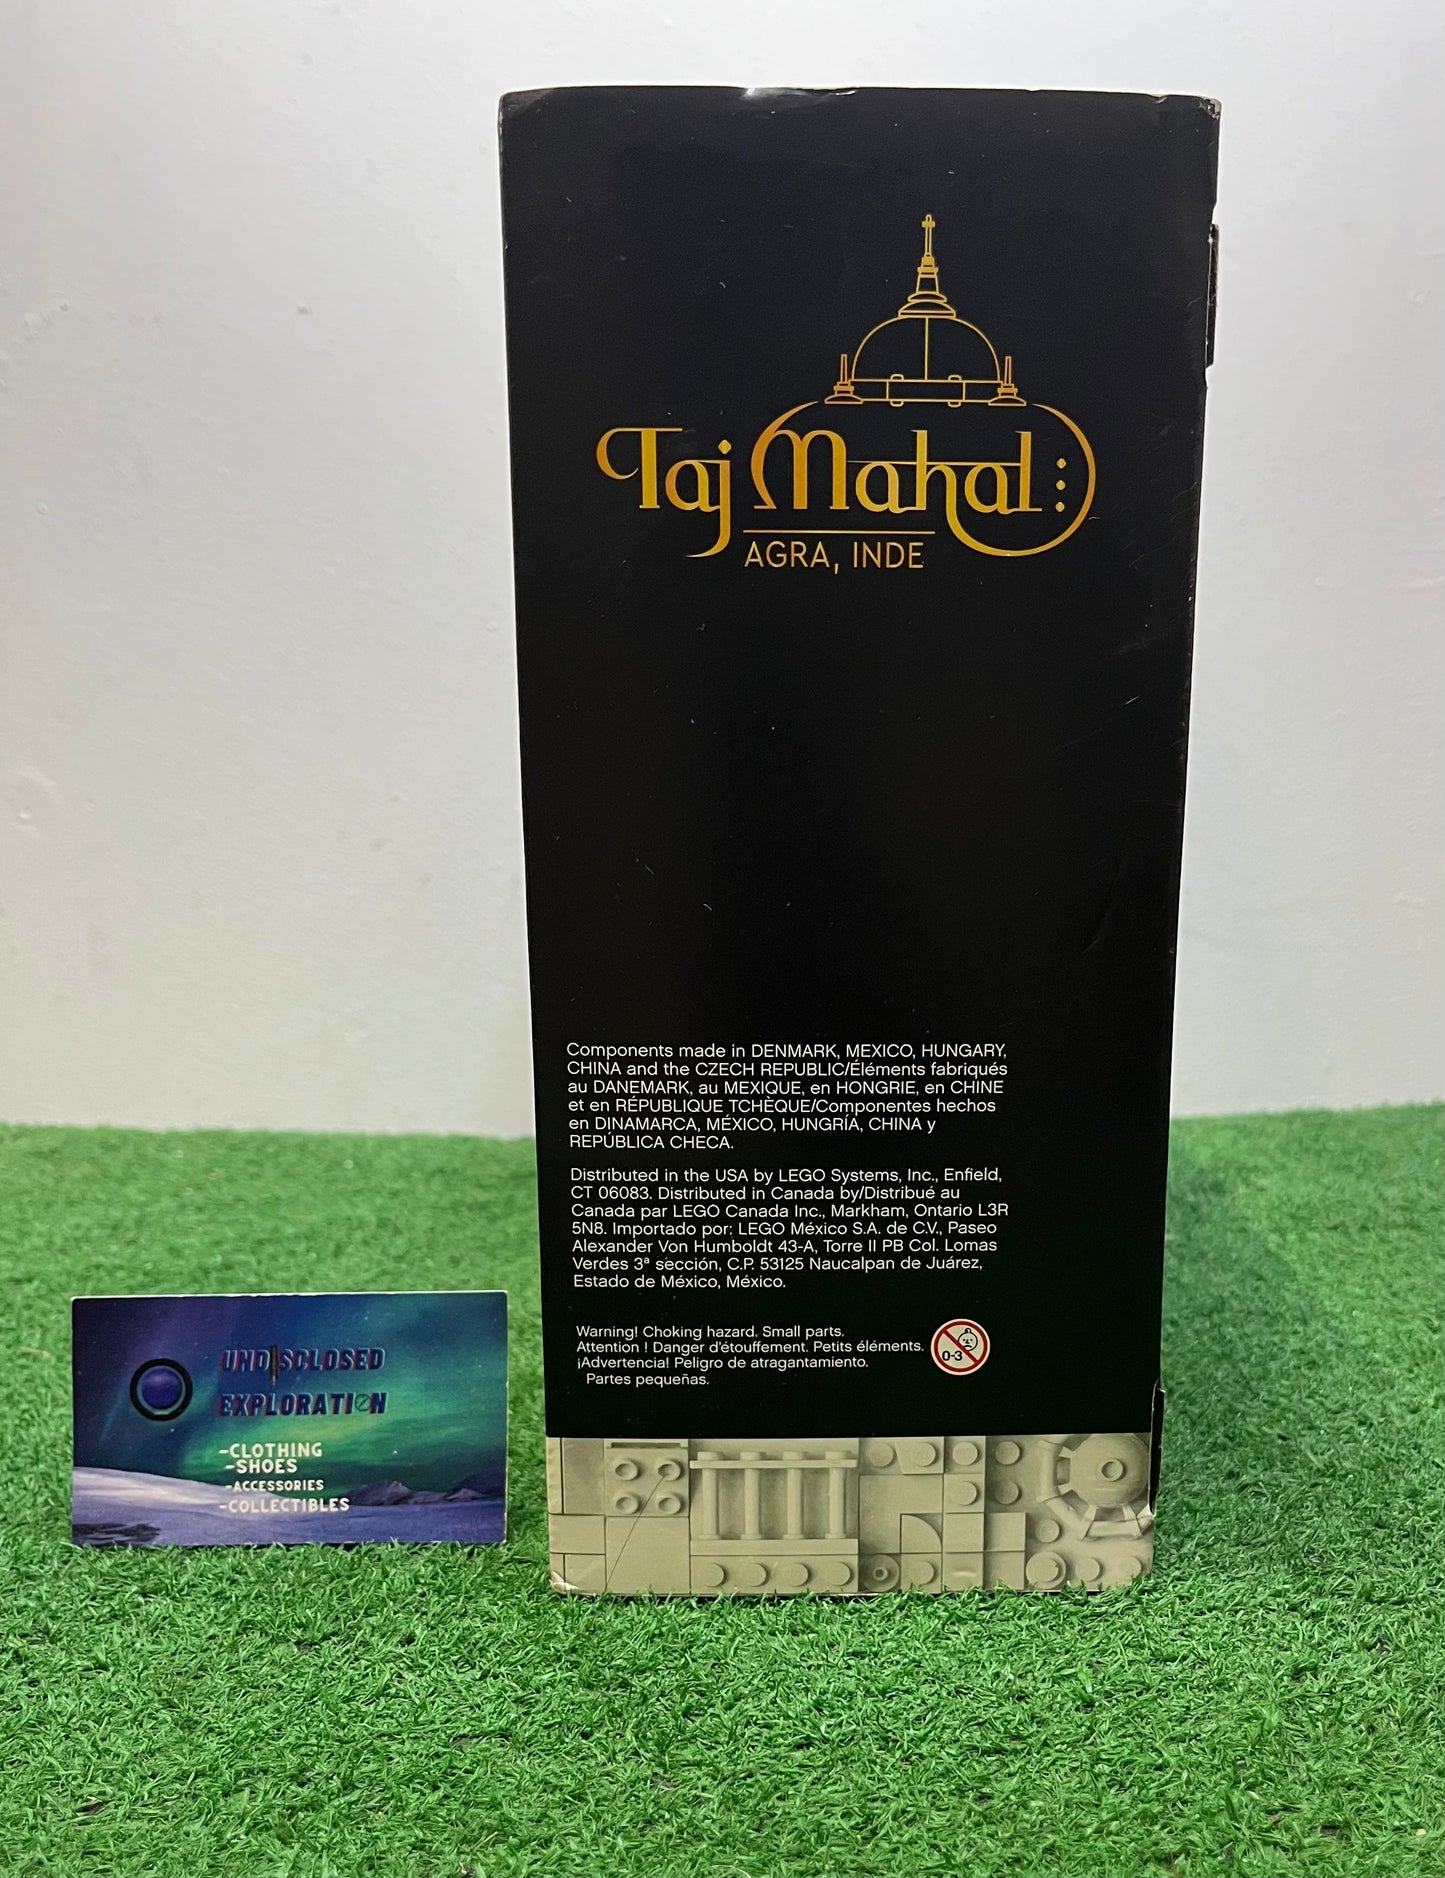 Taj Mahal
AGRA, INDE
Components made in DENMARK, MEXICO, HUNGARY,
CHINA and the CZECH REPUBLIC/Éléments fabriqués
au DANEMARK, au MEXIQUE, en HONGRIE, en CHINE
et en RÉPUBLIQUE TCHÈQUE/Componentes hechos
en DINAMARCA, MÉXICO, HUNGRÍA, CHINA y
REPÚBLICA CHECA.
Distributed in the USA by LEGO Systems, Inc., Enfield,
CT 06083. Distributed in Canada by/Distribué au
Canada par LEGO Canada Inc., Markham, Ontario L3R
5N8. Importado por: LEGO México S.A. de C.V., Paseo
Alexander Von Humboldt 43-A, Torre II PB Col. Lomas
Verdes 3ª sección, C.P. 53125 Naucalpan de Juárez,
Estado de México, México.
Warning! Choking hazard. Small parts.
Attention ! Danger d'étouffement. Petits éléments.
¡Advertencia! Peligro de atragantamiento.
Partes pequeñas.
0-3
UNDISCLOSED
EXPLORATION
-CLOTHING
-SHOES
-ACCESSORIES
-COLLECTIBLES